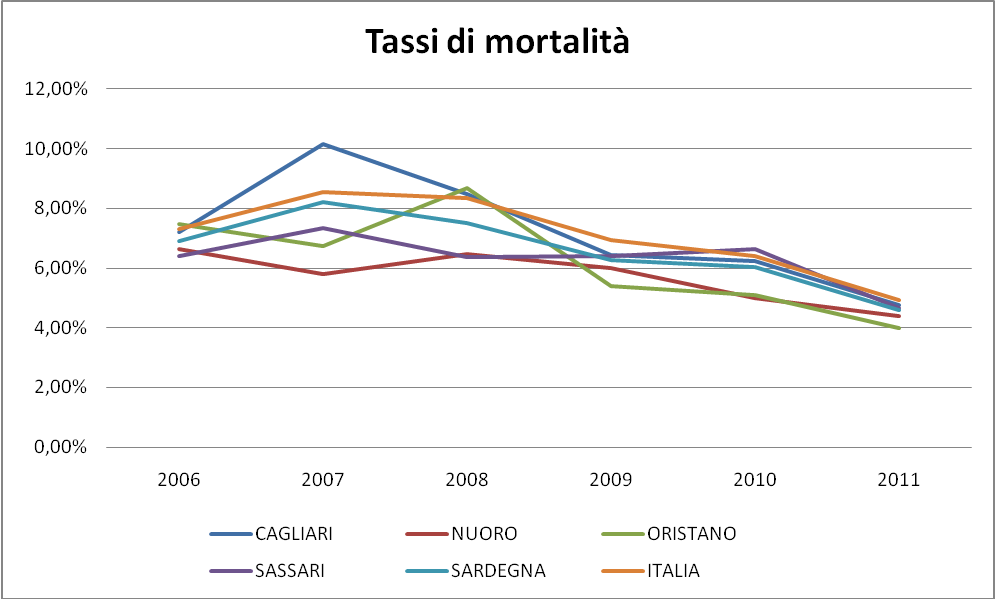 Tassi di mortalità
12,00%
10,00%
8,00%
6,00%
4,00%
2,00%
0,00%
2006 2007 2008 2009 2010 2011
CAGLIARI NUORO ORISTANO
SASSARI SARDEGNA ITALIA